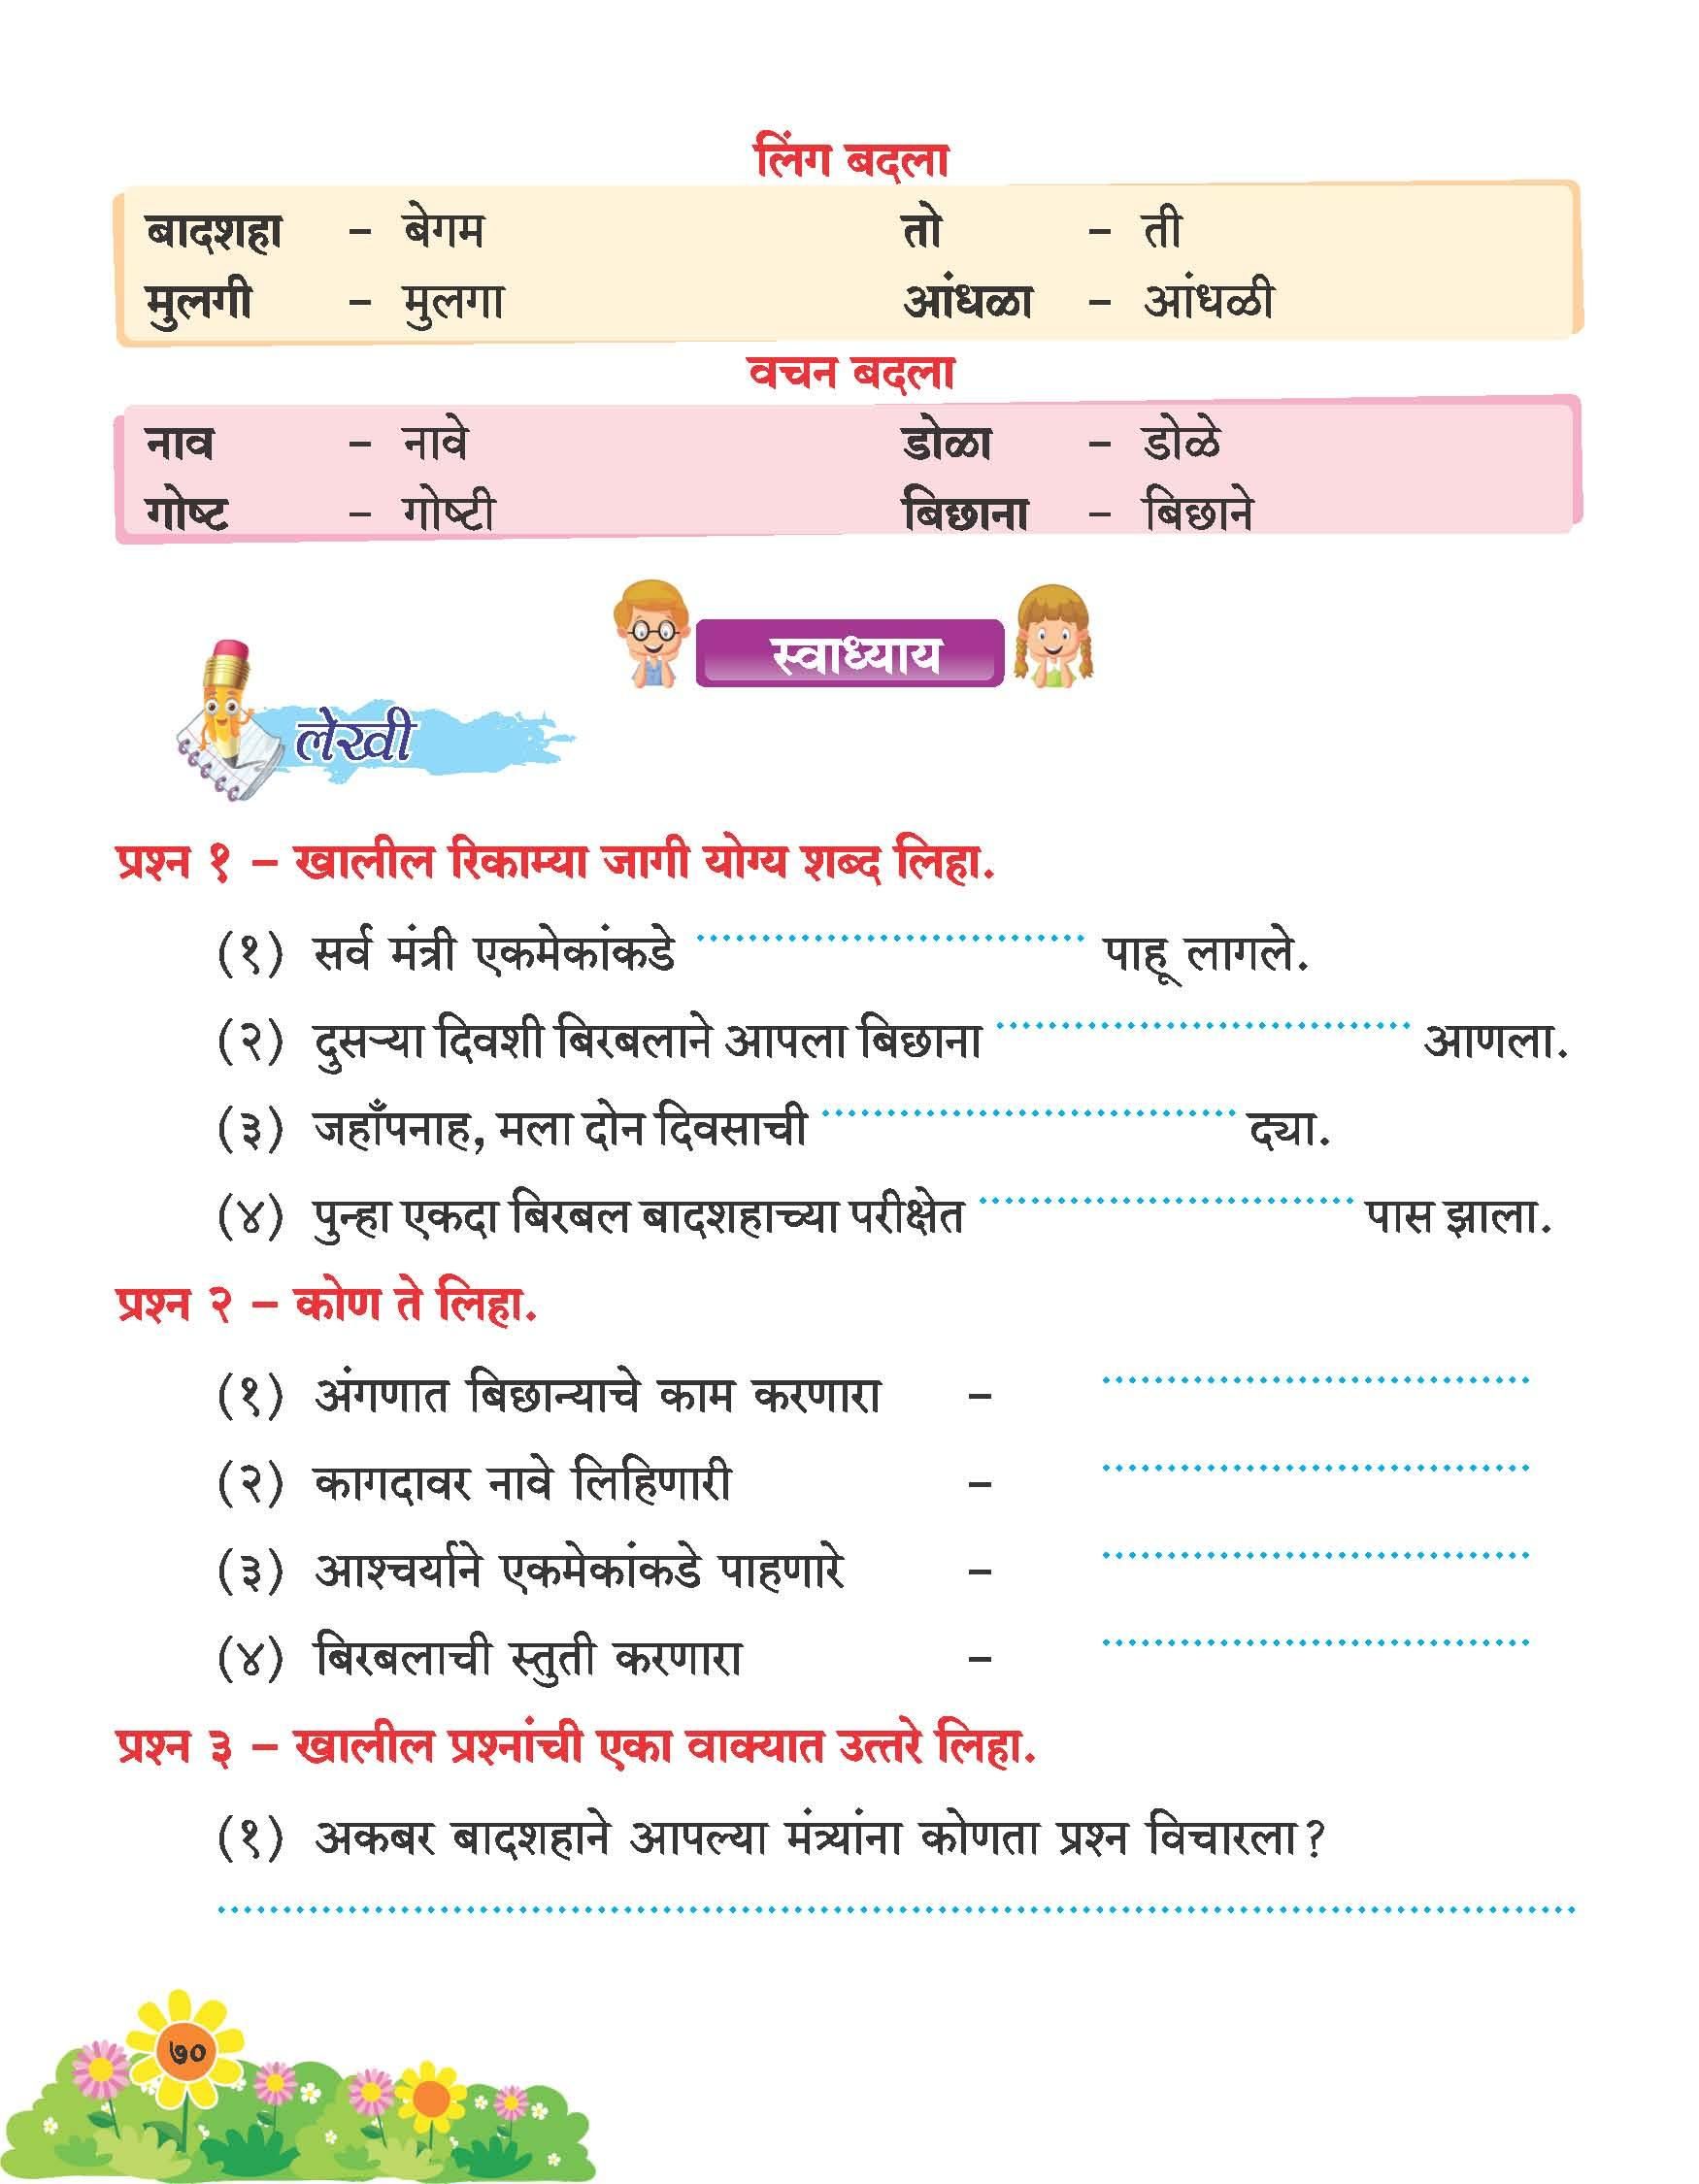 लिंग बदला
बादशहा – बेगम तो – ती
मुलगी – मुलगा आंधळा – आंधळी
वचन बदला
नाव – नावे डोळा – डोळे
गोष्ट – गोष्टी बिछाना – बिछाने
स्वाध्याय
लेखी
प्रश्न १ – खालील रिकाम्या जागी योग्य शब्द लिहा.
(१) सर्व मंत्री एकमेकांकडे .............................. पाहू लागले.
(२) दुसऱ्या दिवशी बिरबलाने आपला बिछाना .............................. आणला.
(३) जहाँपनाह, मला दोन दिवसाची .............................. द्या.
(४) पुन्हा एकदा बिरबल बादशहाच्या परीक्षेत .............................. पास झाला.
प्रश्न २ – कोण ते लिहा.
(१) अंगणात बिछान्याचे काम करणारा – ..............................
(२) कागदावर नावे लिहिणारी – ..............................
(३) आश्चर्याने एकमेकांकडे पाहणारे – ..............................
(४) बिरबलाची स्तुती करणारा – ..............................
प्रश्न ३ – खालील प्रश्नांची एका वाक्यात उत्तरे लिहा.
(१) अकबर बादशहाने आपल्या मंत्र्यांना कोणता प्रश्न विचारला?
..............................
७०